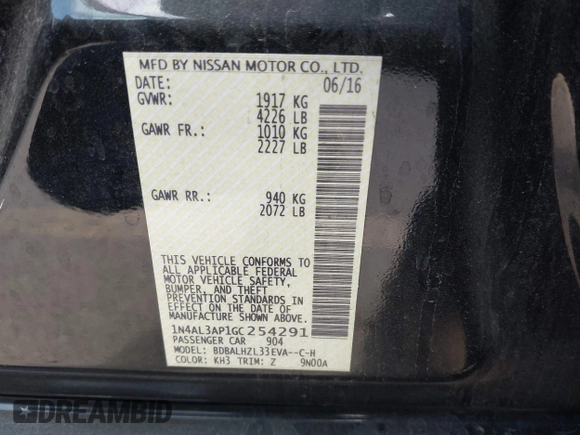 MFD BY NISSAN MOTOR CO., LTD.
DATE: 06/16
GVWR: 1917 KG
4226 LB
GAWR FR.: 1010 KG
2227 LB
GAWR RR.: 940 KG
2072 LB
THIS VEHICLE CONFORMS TO
ALL APPLICABLE FEDERAL
MOTOR VEHICLE SAFETY,
BUMPER, AND THEFT
PREVENTION STANDARDS IN
EFFECT ON THE DATE OF
MANUFACTURE SHOWN ABOVE.
1N4AL3AP1GC254291
PASSENGER CAR 904
MODEL: BDBALHZL33EVA--C-H
COLOR: KH3 TRIM: Z 9N00A
DREAMBID